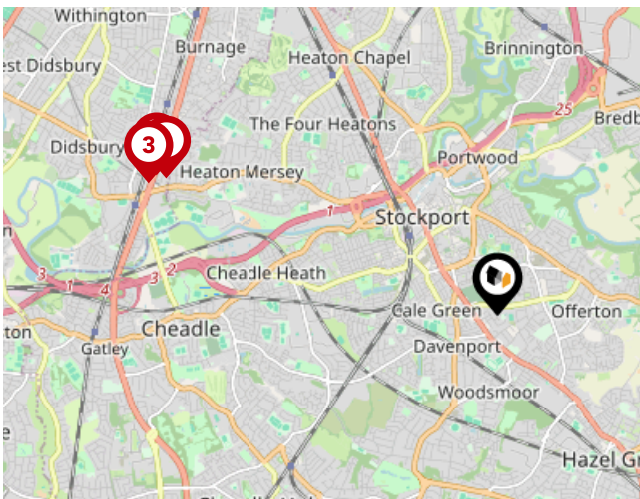 Withington
Burnage
Heaton Chapel
Brinnington
est Didsbury
25
Bredb
The Four Heatons
Didsbury
3
Portwood
Heaton Mersey
1
Stockport
n
3
1
4
3
2
Cheadle Heath
Cale Green
Offerton
ton
Cheadle
Gatley
Davenport
Woodsmoor
e
Hazel Gr